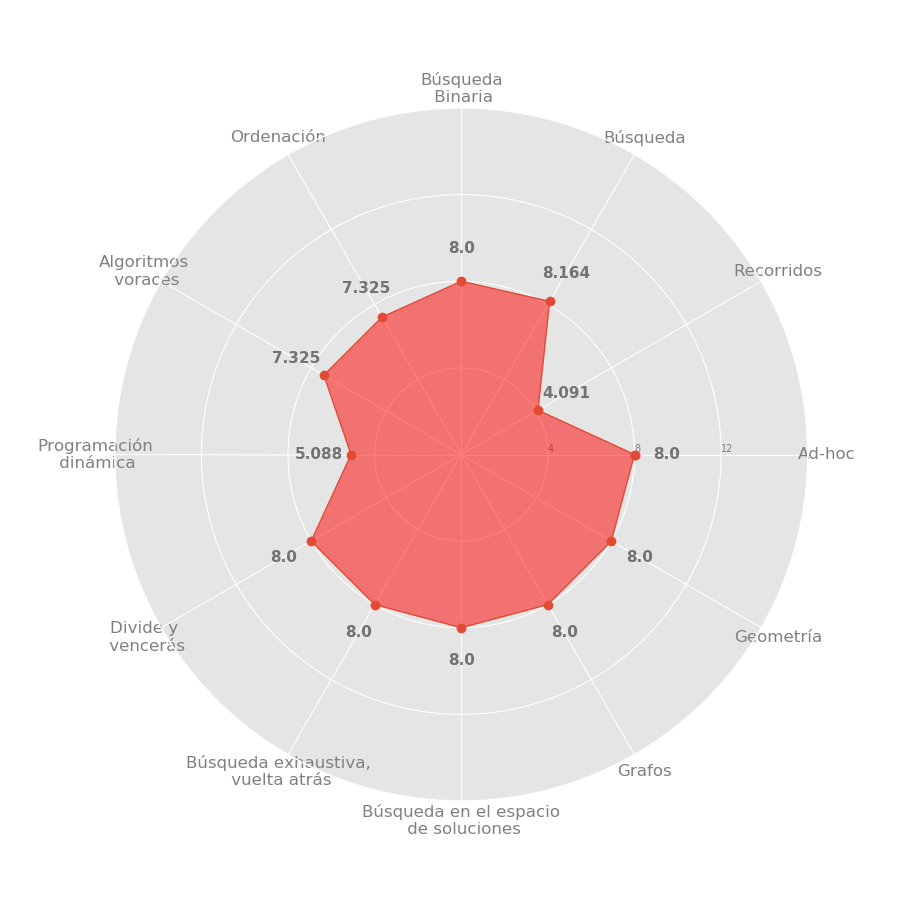 Búsqueda
Binaria
Ordenación
Búsqueda
8.0
Algoritmos
voraces
7.325
8.164
Recorridos
7.325
4.091
Programación
dinámica
5.088
4
8
12
8.0
Ad-hoc
8.0
8.0
Divide y
vencerás
8.0
8.0
8.0
Geometría
Búsqueda exhaustiva,
vuelta atrás
Grafos
Búsqueda en el espacio
de soluciones